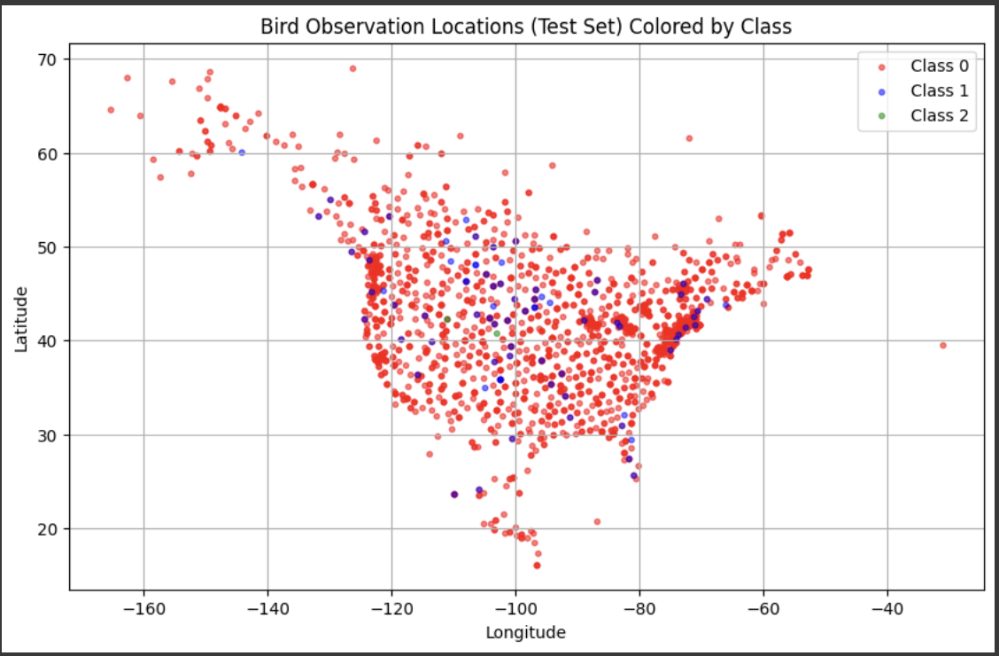 Bird Observation Locations (Test Set) Colored by Class
Class 0
Class 1
Class 2
70
60
50
40
30
20
Latitude
−160
−140
−120
−100
−80
−60
−40
Longitude